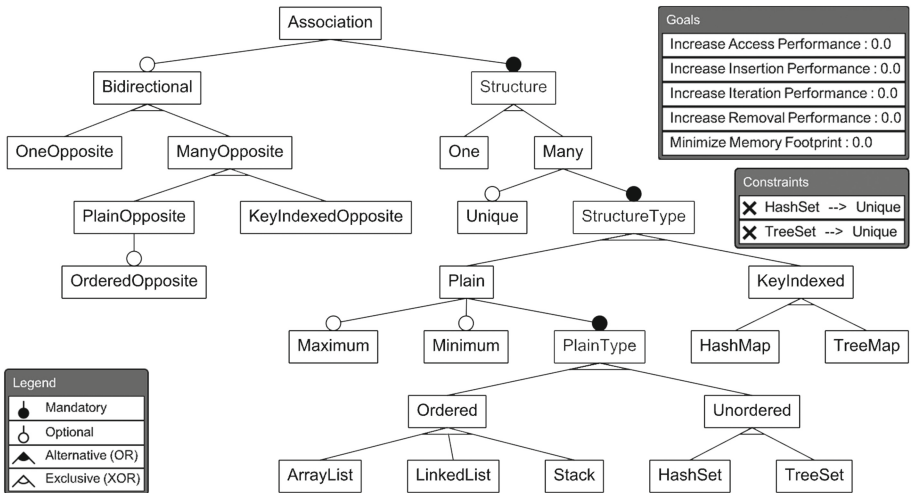 Association
Goals
Increase Access Performance : 0.0
Increase Insertion Performance : 0.0
Increase Iteration Performance : 0.0
Increase Removal Performance : 0.0
Minimize Memory Footprint : 0.0
Bidirectional
Structure
OneOpposite
ManyOpposite
One
Many
Constraints
HashSet --> Unique
TreeSet --> Unique
PlainOpposite
KeyIndexedOpposite
Unique
StructureType
OrderedOpposite
Plain
KeyIndexed
Maximum
Minimum
PlainType
HashMap
TreeMap
Legend
Mandatory
Optional
Alternative (OR)
Exclusive (XOR)
Ordered
Unordered
ArrayList
LinkedList
Stack
HashSet
TreeSet